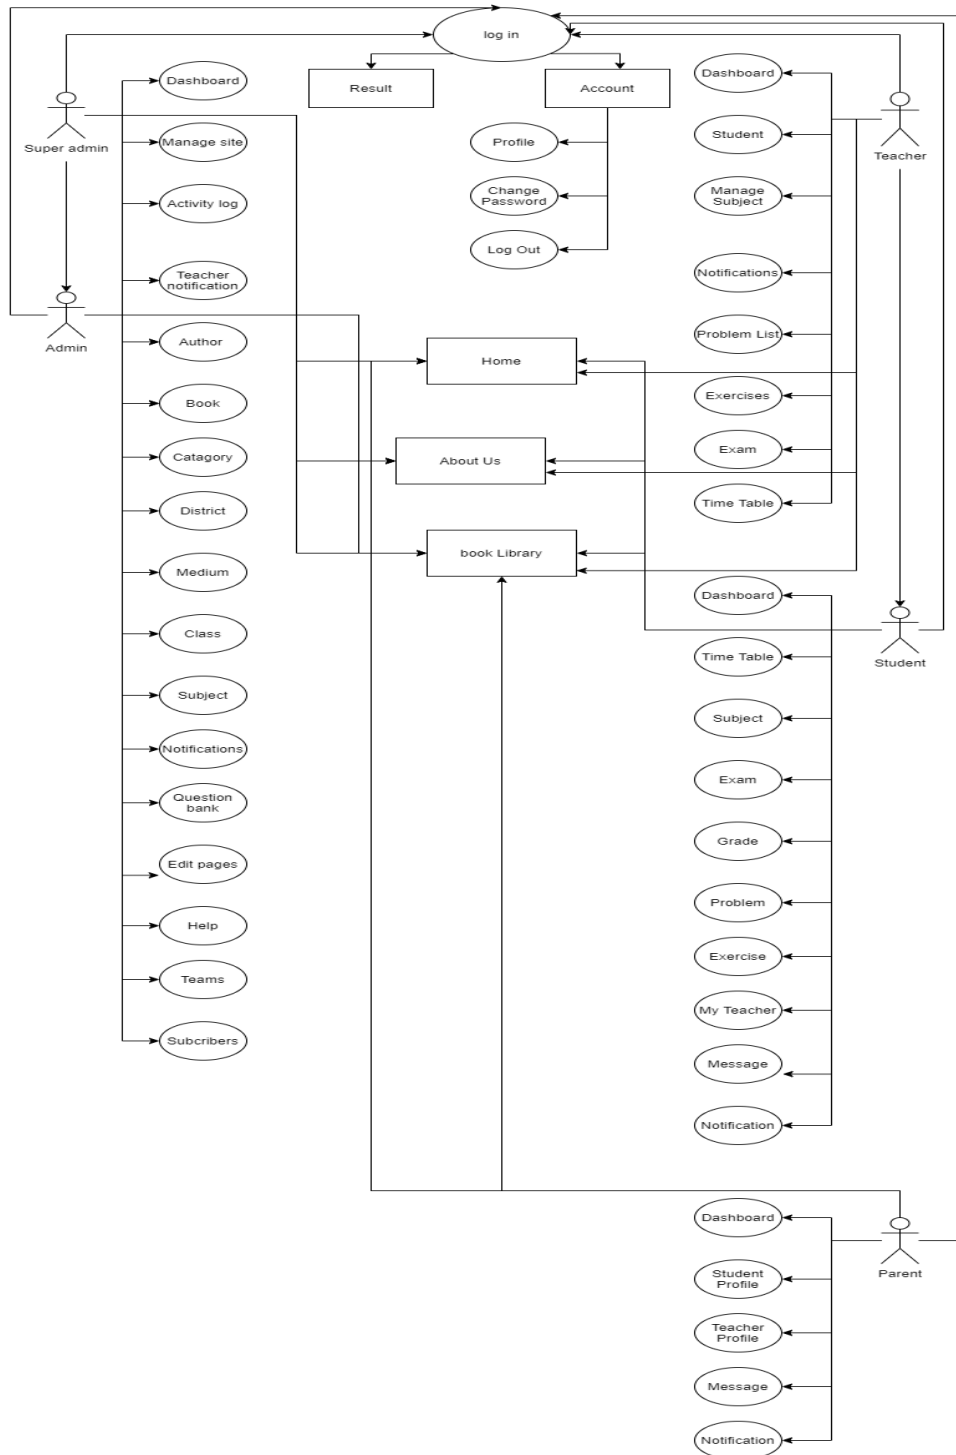 log in
Result
Account
Profile
Change
Password
Log Out
Super admin
Dashboard
Manage site
Activity log
Teacher
notification
Admin
Author
Book
Catagory
District
Medium
Class
Subject
Notifications
Question
bank
Edit pages
Help
Teams
Subcribers
Home
About Us
book Library
Teacher
Dashboard
Student
Manage
Subject
Notifications
Problem List
Exercises
Exam
Time Table
Student
Dashboard
Time Table
Subject
Exam
Grade
Problem
Exercise
My Teacher
Message
Notification
Parent
Dashboard
Student
Profile
Teacher
Profile
Message
Notification